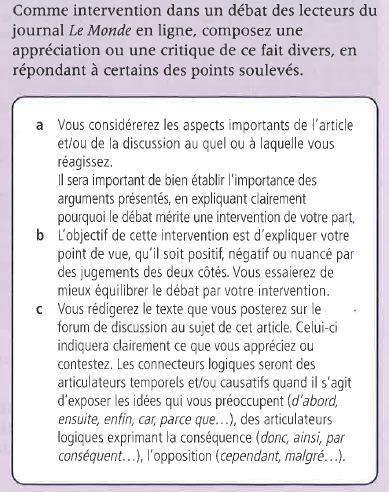 Comme intervention dans un débat des lecteurs du
journal Le Monde en ligne, composez une
appréciation ou une critique de ce fait divers, en
répondant à certains des points soulevés.
a Vous considérerez les aspects importants de l'article
et/ou de la discussion au quel ou à laquelle vous
réagissez.
Il sera important de bien établir l'importance des
arguments présentés, en expliquant clairement
pourquoi le débat mérite une intervention de votre part,
b L'objectif de cette intervention est d'expliquer votre
point de vue, qu'il soit positif, négatif ou nuancé par
des jugements des deux côtés. Vous essaierez de
mieux équilibrer le débat par votre intervention.
c Vous rédigerez le texte que vous posterez sur le
forum de discussion au sujet de cet article. Celui-ci
indiquera clairement ce que vous appréciez ou
contestez. Les connecteurs logiques seront des
articulateurs temporels et/ou causatifs quand il s'agit
d'exposer les idées qui vous préoccupent (d'abord,
ensuite, enfin, car, parce que...), des articulateurs
logiques exprimant la conséquence (donc, ainsi, par
conséquent...), l'opposition (cependant, malgré...).